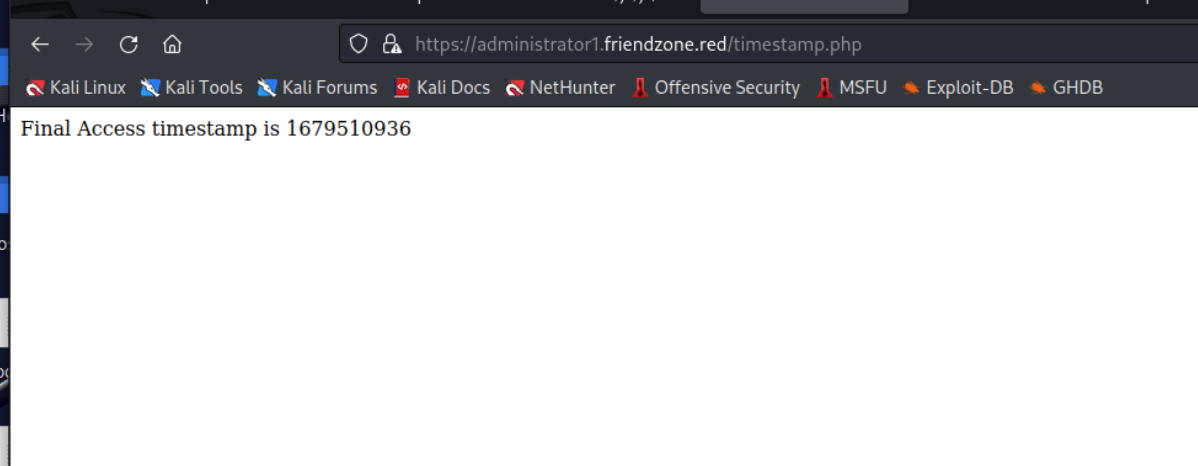 https://administrator1.friendzone.red/timestamp.php
Kali Linux Kali Tools Kali Forums Kali Docs NetHunter Offensive Security MSFU Exploit-DB GHDB
Final Access timestamp is 1679510936